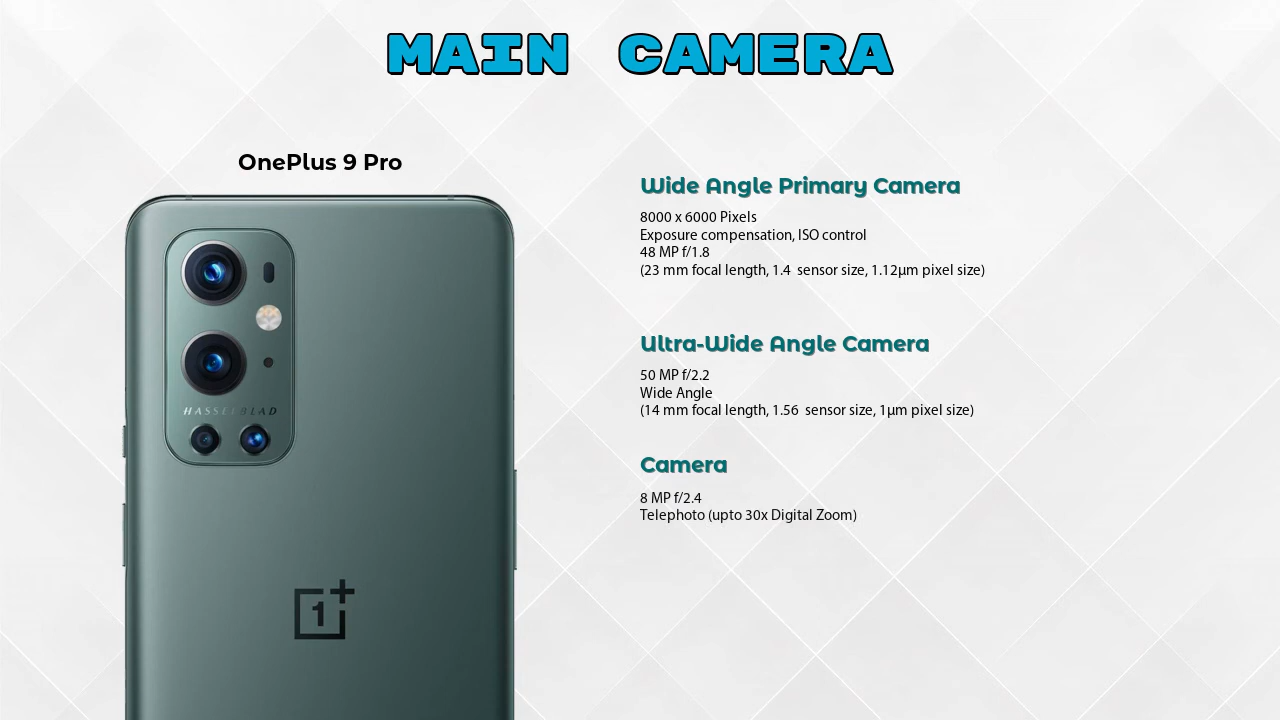 MAIN CAMERA
OnePlus 9 Pro
HASSELBLAD
1+
Wide Angle Primary Camera
8000 x 6000 Pixels
Exposure compensation, ISO control
48 MP f/1.8
(23 mm focal length, 1.4  sensor size, 1.12µm pixel size)
Ultra-Wide Angle Camera
50 MP f/2.2
Wide Angle
(14 mm focal length, 1.56  sensor size, 1µm pixel size)
Camera
8 MP f/2.4
Telephoto (upto 30x Digital Zoom)